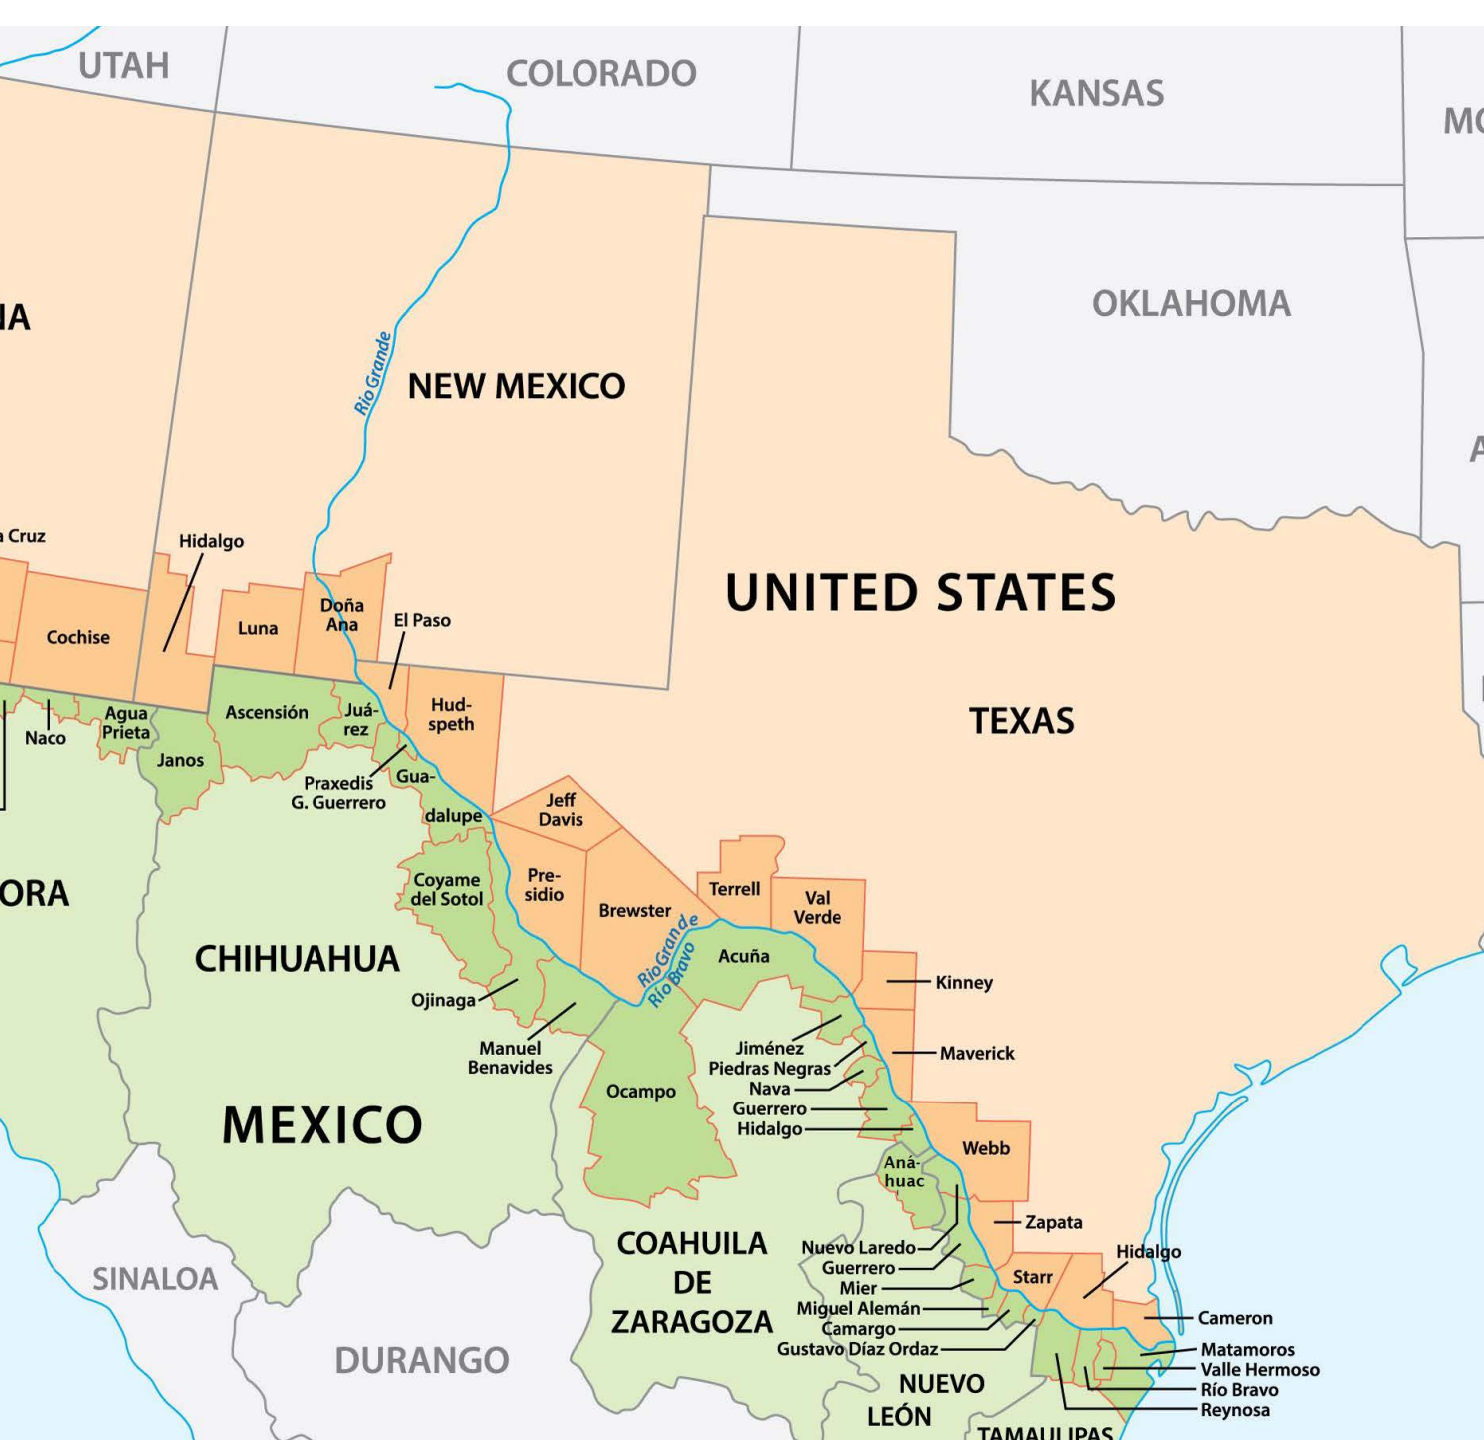 UTAH
COLORADO
KANSAS
MO
OKLAHOMA
NA
Rio Grande
NEW MEXICO
A
a Cruz
Hidalgo
UNITED STATES
Doña
Ana
El Paso
Luna
Cochise
TEXAS
Hud-
speth
Agua
Prieta
Ascensión
Juá-
rez
Naco
Janos
Praxedis
G. Guerrero
Gua-
dalupe
Jeff
Davis
ORA
Coyame
del Sotol
Pre-
sidio
Brewster
Terrell
Val
Verde
Rio Grande
Río Bravo
Acuña
CHIHUAHUA
Kinney
Ojinaga
Manuel
Benavides
Jiménez
Maverick
Piedras Negras
Nava
Ocampo
Guerrero
Hidalgo
MEXICO
Webb
Aná-
huac
Zapata
COAHUILA
DE
ZARAGOZA
Nuevo Laredo
Guerrero
Mier
Miguel Alemán
Camargo
Gustavo Díaz Ordaz
Starr
Hidalgo
SINALOA
Cameron
Matamoros
Valle Hermoso
Río Bravo
Reynosa
DURANGO
NUEVO
LEÓN
TAMAULIPAS